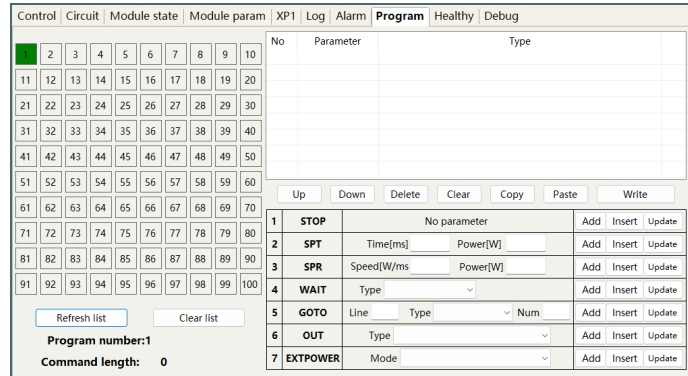 Control Circuit Module state Module param XP1 Log Alarm Program Healthy Debug
No Parameter Type
1 2 3 4 5 6 7 8 9 10
11 12 13 14 15 16 17 18 19 20
21 22 23 24 25 26 27 28 29 30
31 32 33 34 35 36 37 38 39 40
41 42 43 44 45 46 47 48 49 50
51 52 53 54 55 56 57 58 59 60
61 62 63 64 65 66 67 68 69 70
71 72 73 74 75 76 77 78 79 80
81 82 83 84 85 86 87 88 89 90
91 92 93 94 95 96 97 98 99 100
Refresh list Clear list
Program number:1
Command length: 0
Up Down Delete Clear Copy Paste Write
1 STOP No parameter Add Insert Update
2 SPT Time[ms] Power[W] Add Insert Update
3 SPR Speed[W/ms Power[W] Add Insert Update
4 WAIT Type Add Insert Update
5 GOTO Line Type Num Add Insert Update
6 OUT Type Add Insert Update
7 EXTPOWER Mode Add Insert Update